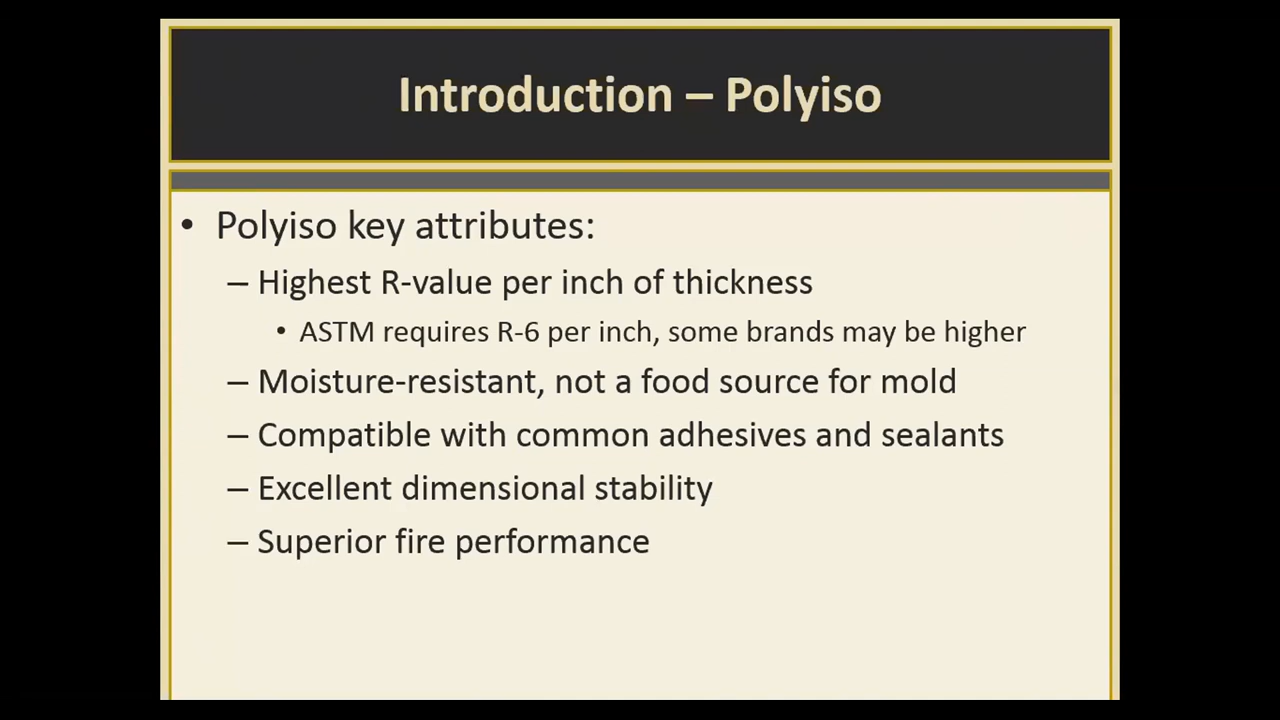 Introduction – Polyiso
• Polyiso key attributes:
– Highest R-value per inch of thickness
• ASTM requires R-6 per inch, some brands may be higher
– Moisture-resistant, not a food source for mold
– Compatible with common adhesives and sealants
– Excellent dimensional stability
– Superior fire performance